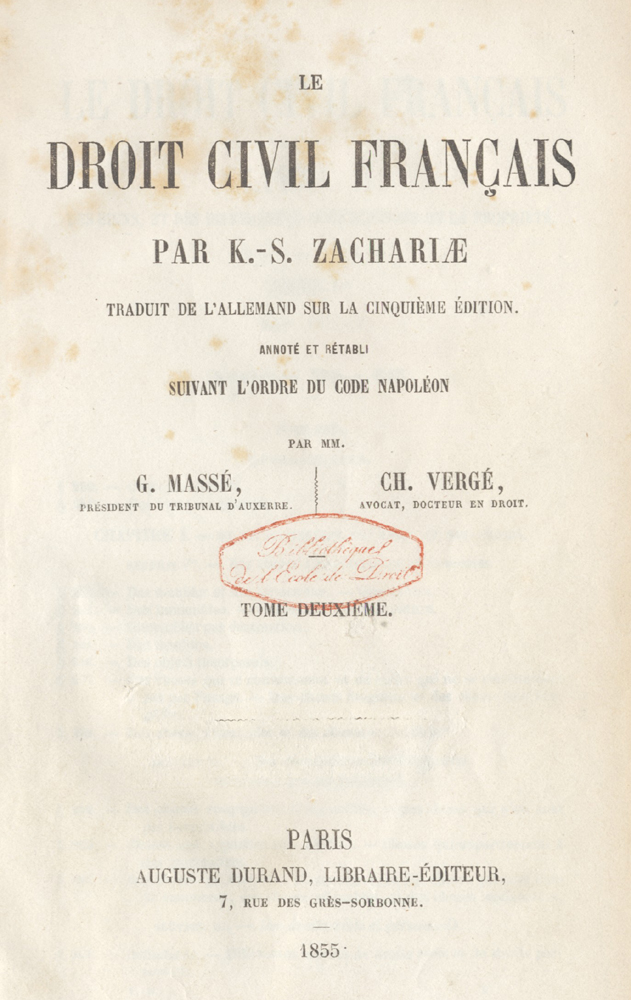 LE
DROIT CIVIL FRANÇAIS
PAR K.-S. ZACHARIÆ
TRADUIT DE L'ALLEMAND SUR LA CINQUIÈME ÉDITION.
ANNOTÉ ET RÉTABLI
SUIVANT L'ORDRE DU CODE NAPOLÉON
PAR MM.
G. MASSÉ,
PRÉSIDENT DU TRIBUNAL D'AUXERRE.
CH. VERGÉ,
AVOCAT, DOCTEUR EN DROIT.
Bibliothèque
de l'École de Droit
TOME DEUXIÈME.
PARIS
AUGUSTE DURAND, LIBRAIRE-ÉDITEUR,
7, RUE DES GRÈS-SORBONNE.
1855